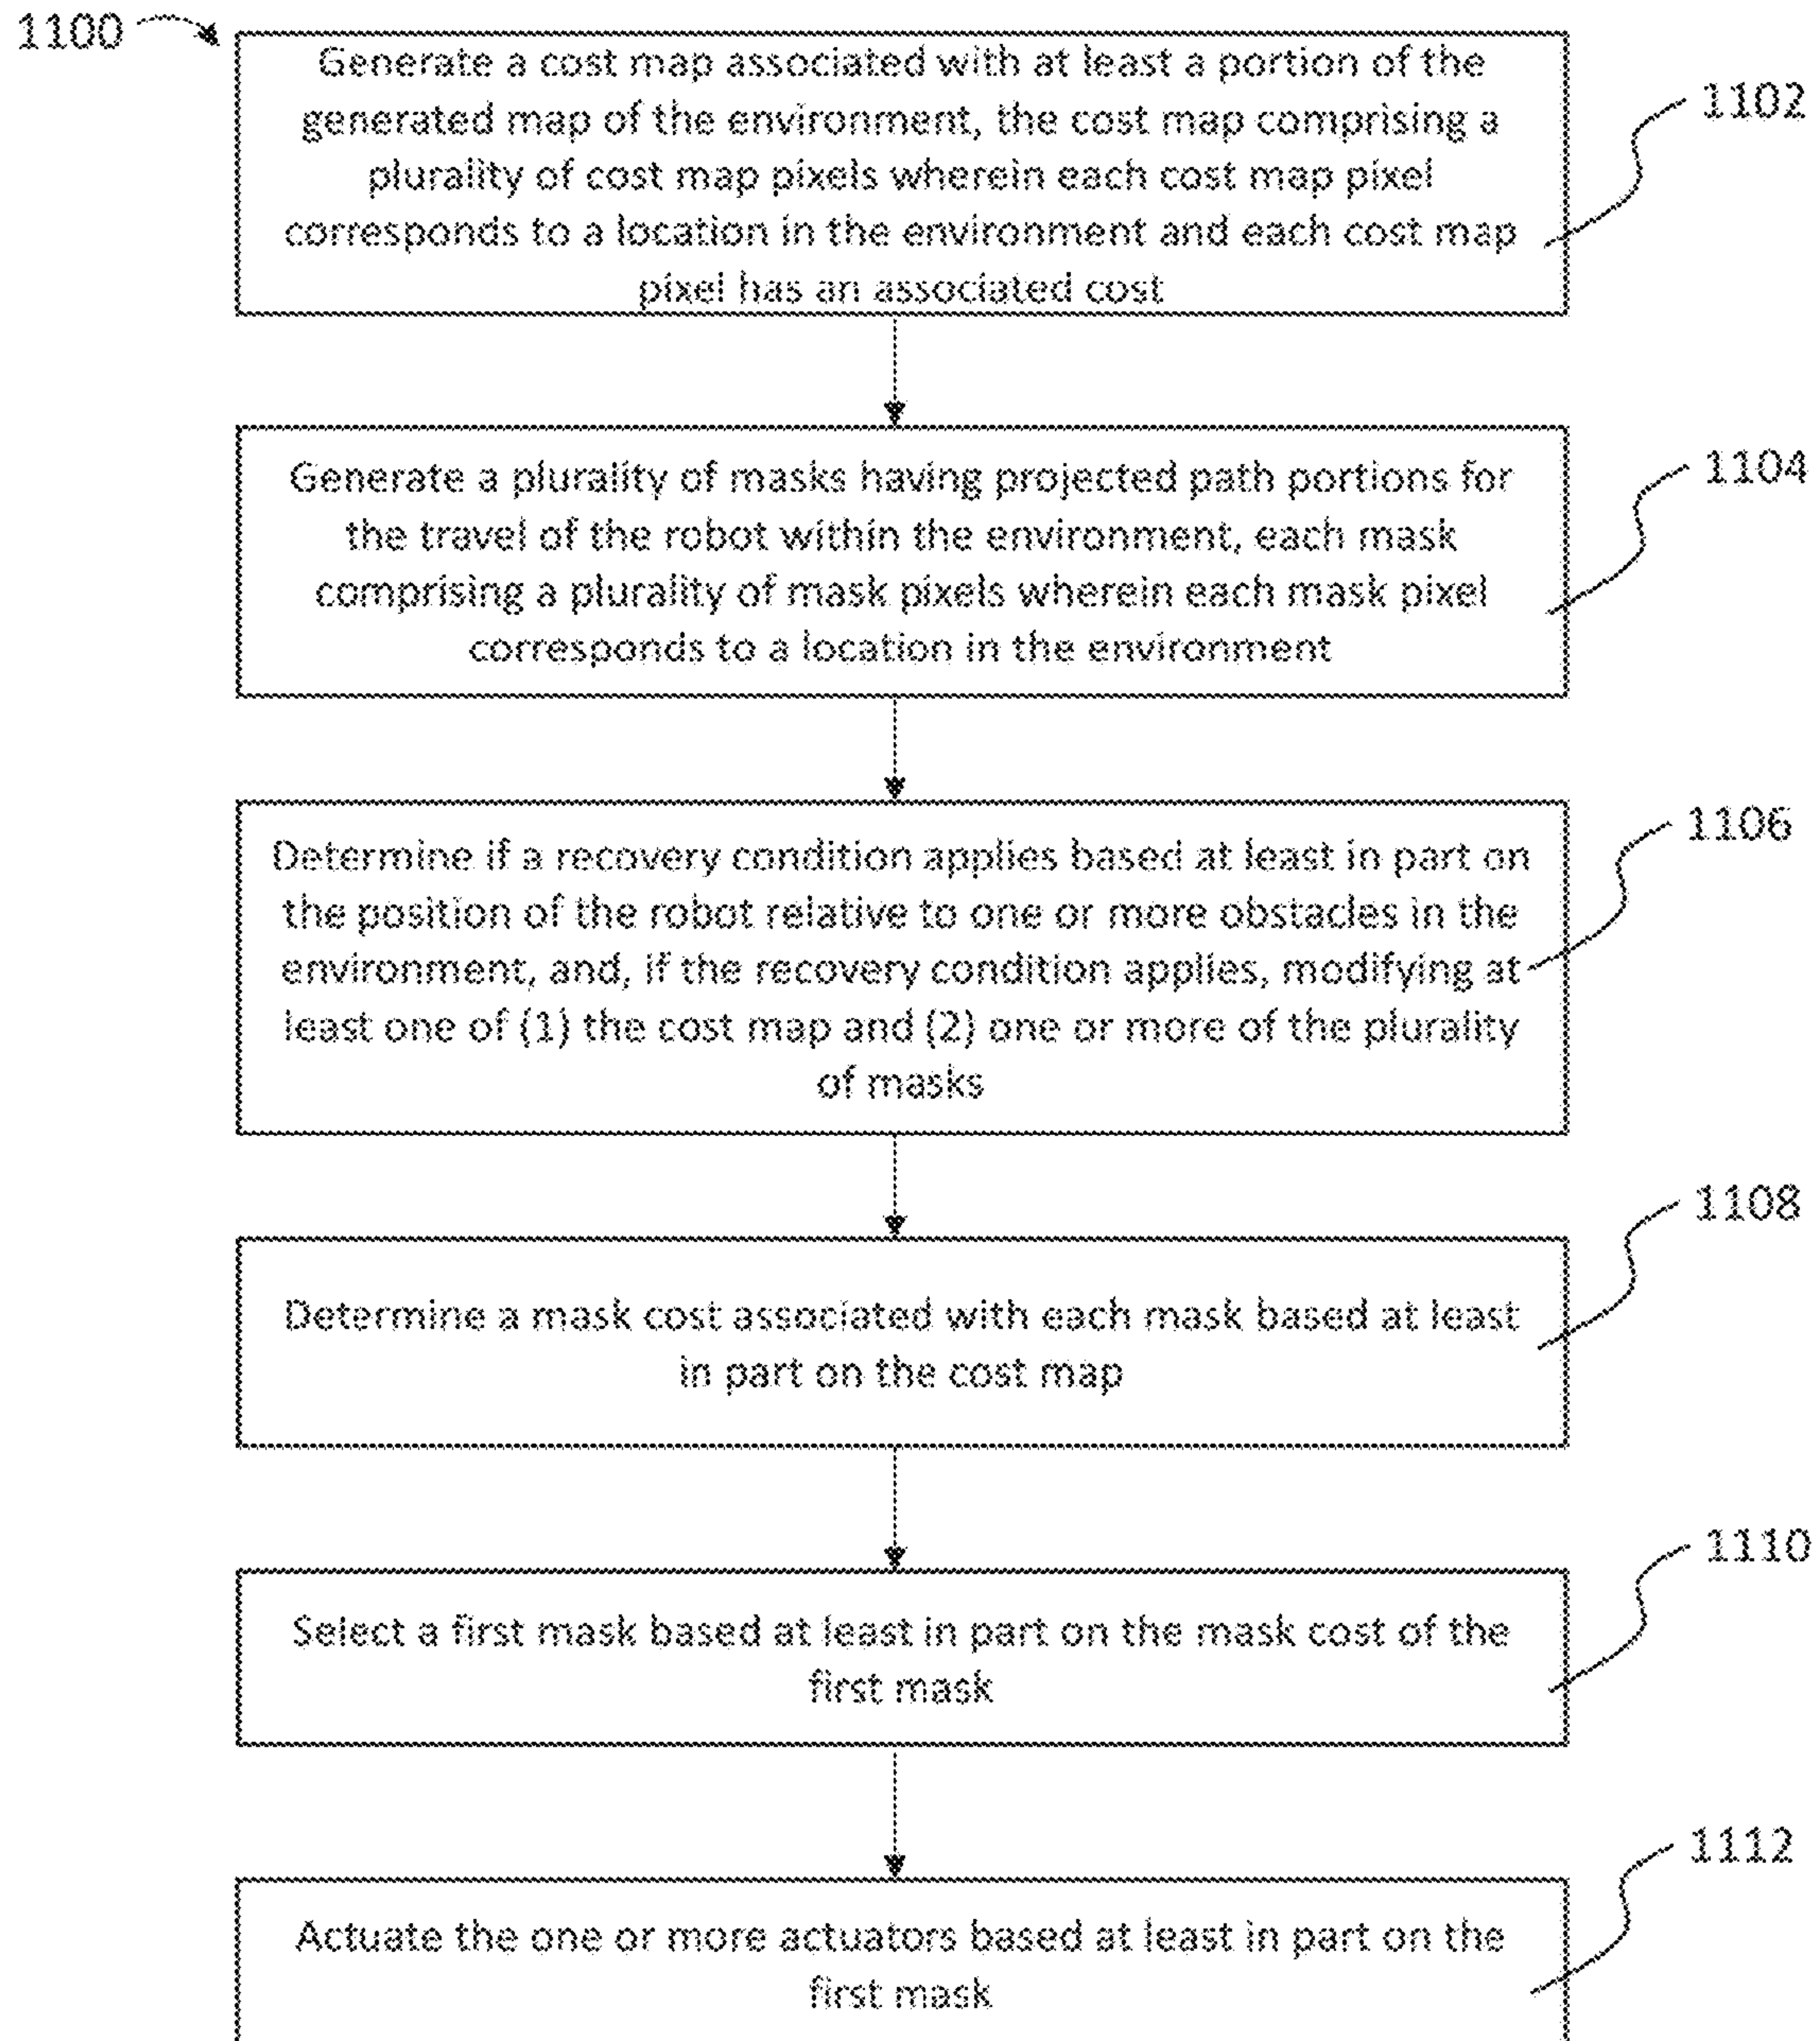 1100
Generate a cost map associated with at least a portion of the
generated map of the environment, the cost map comprising a
plurality of cost map pixels wherein each cost map pixel
corresponds to a location in the environment and each cost map
pixel has an associated cost
1102
Generate a plurality of masks having projected path portions for
the travel of the robot within the environment, each mask
comprising a plurality of mask pixels wherein each mask pixel
corresponds to a location in the environment
1104
Determine if a recovery condition applies based at least in part on
the position of the robot relative to one or more obstacles in the
environment, and, if the recovery condition applies, modifying at
least one of (1) the cost map and (2) one or more of the plurality
of masks
1106
Determine a mask cost associated with each mask based at least
in part on the cost map
1108
Select a first mask based at least in part on the mask cost of the
first mask
1110
Actuate the one or more actuators based at least in part on the
first mask
1112